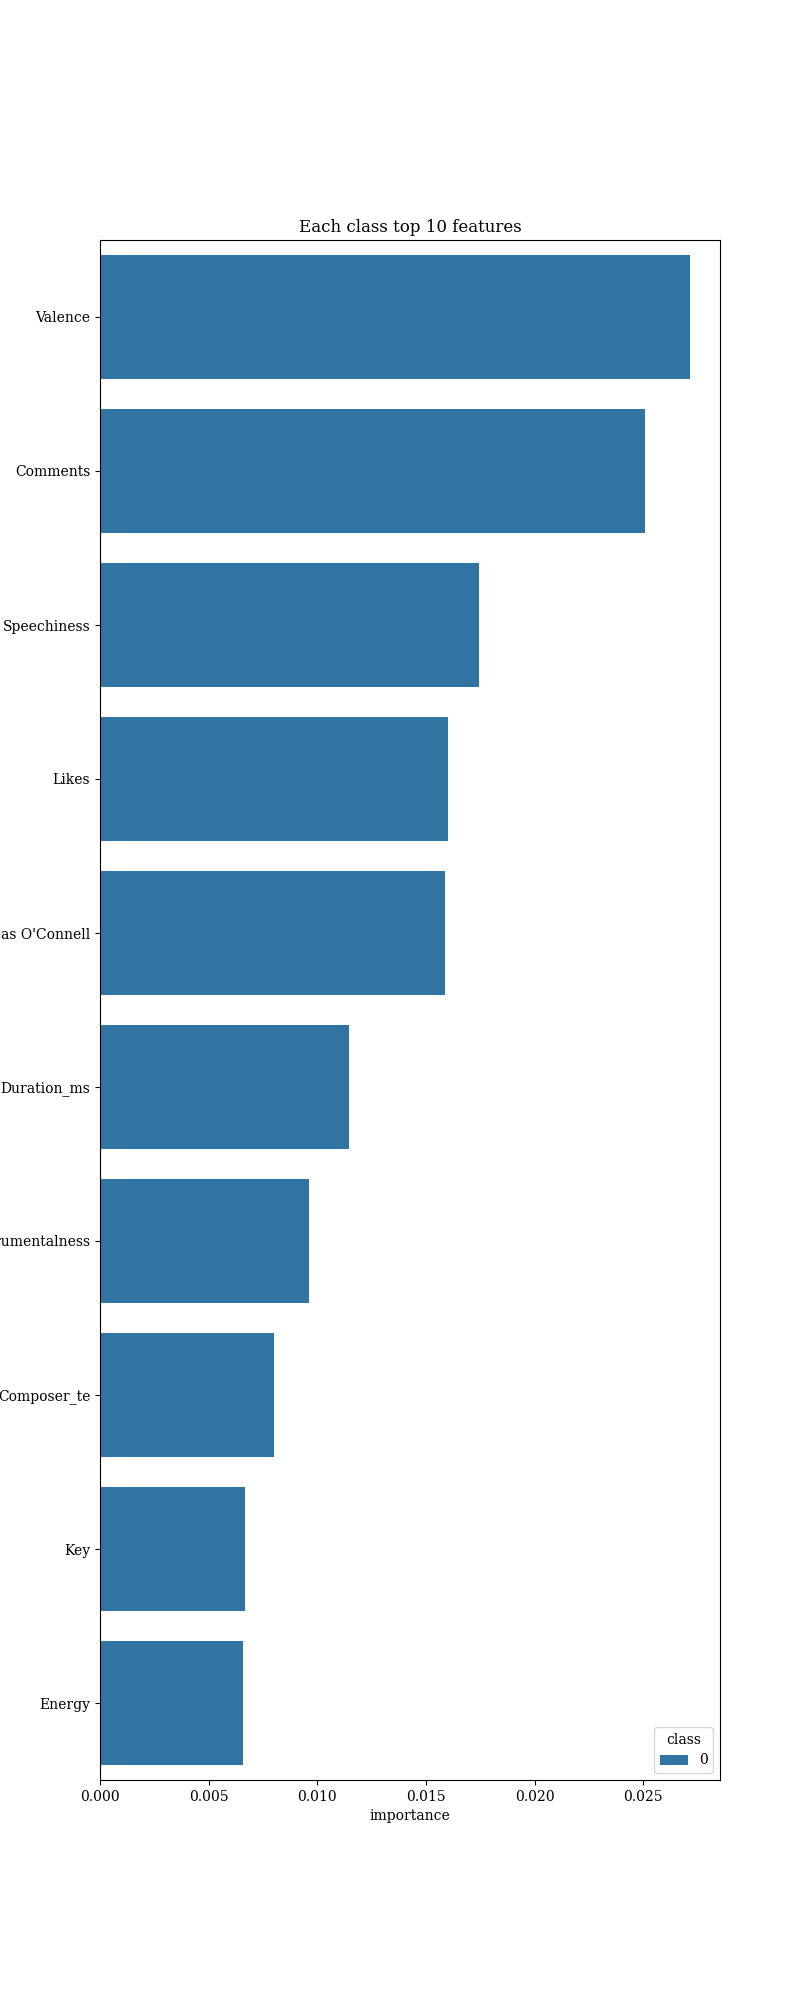 Each class top 10 features
Valence
Comments
Speechiness
Likes
as O'Connell
Duration_ms
umentalness
Composer_te
Key
Energy
class
0
0.000 0.005 0.010 0.015 0.020 0.025
importance